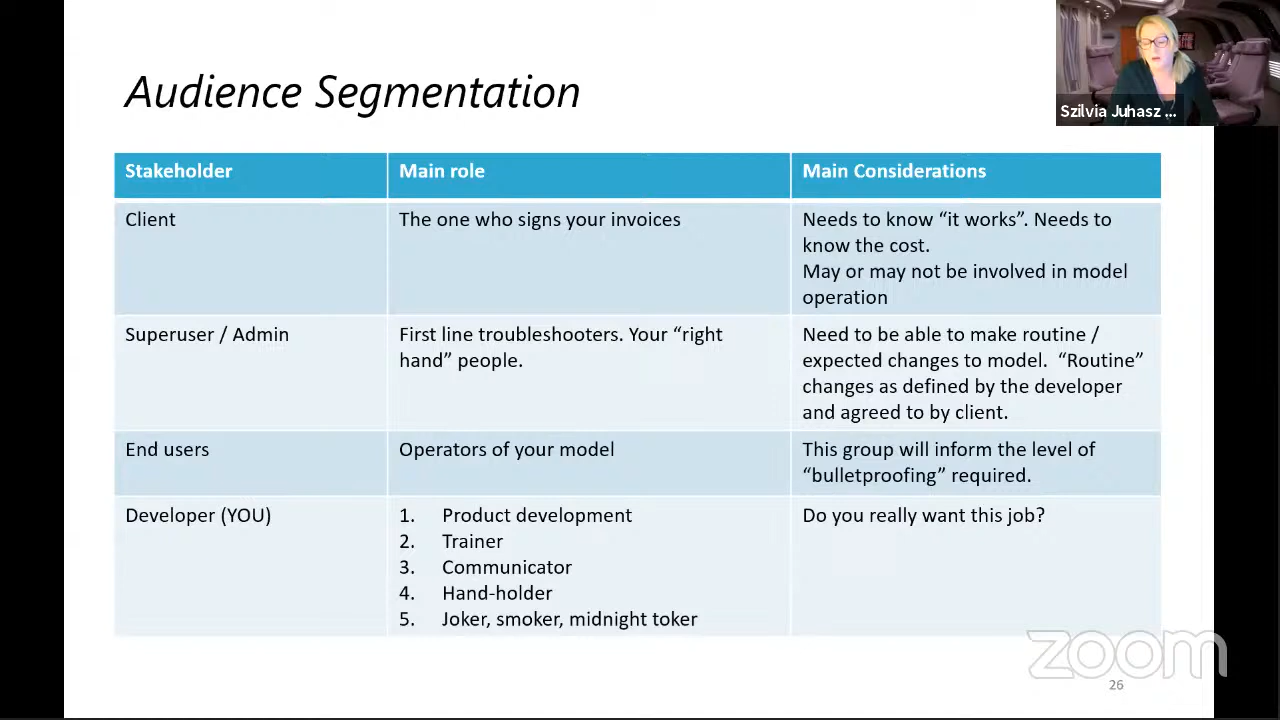 Audience Segmentation
Szilvia Juhasz ...
Stakeholder
Main role
Main Considerations
Client
The one who signs your invoices
Needs to know “it works”. Needs to
know the cost.
May or may not be involved in model
operation
Superuser / Admin
First line troubleshooters. Your “right
hand” people.
Need to be able to make routine /
expected changes to model.  “Routine”
changes as defined by the developer
and agreed to by client.
End users
Operators of your model
This group will inform the level of
“bulletproofing” required.
Developer (YOU)
1. Product development
2. Trainer
3. Communicator
4. Hand-holder
5. Joker, smoker, midnight toker
Do you really want this job?
zoom
26